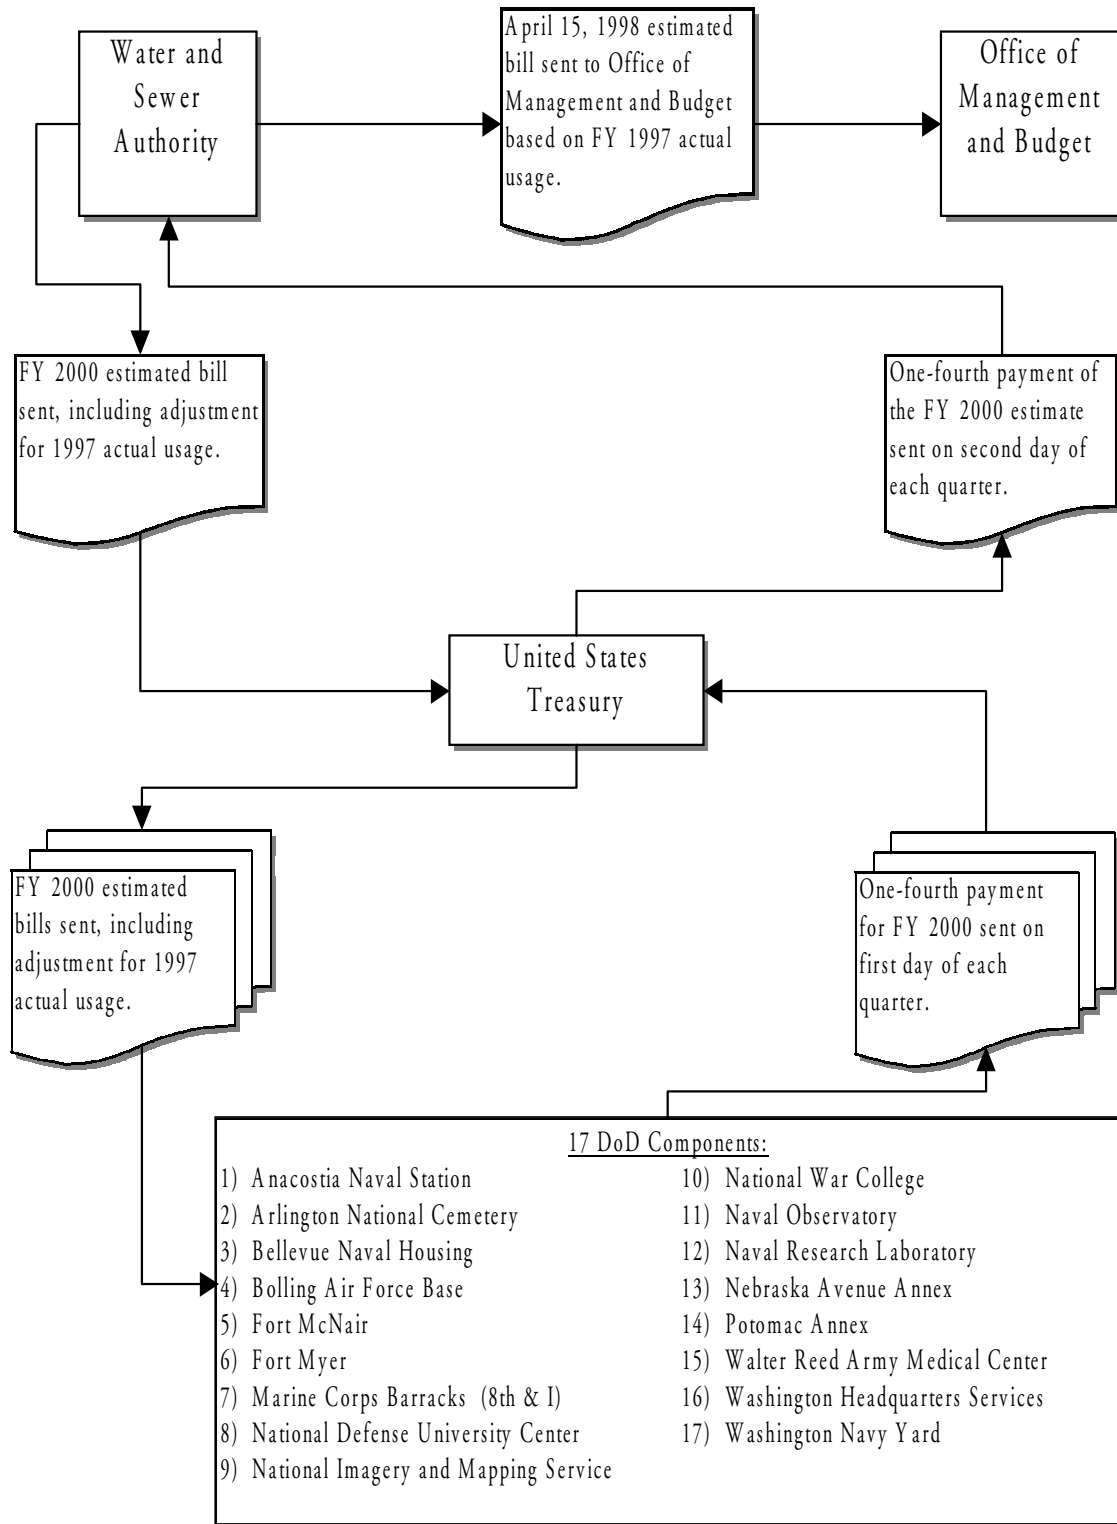 Water and
Sewer
Authority
April 15, 1998 estimated
bill sent to Office of
Management and Budget
based on FY 1997 actual
usage.
Office of
Management
and Budget
FY 2000 estimated bill
sent, including adjustment
for 1997 actual usage.
One-fourth payment of
the FY 2000 estimate
sent on second day of
each quarter.
United States
Treasury
FY 2000 estimated
bills sent, including
adjustment for 1997
actual usage.
One-fourth payment
for FY 2000 sent on
first day of each
quarter.
17 DoD Components:
1) Anacostia Naval Station
2) Arlington National Cemetery
3) Bellevue Naval Housing
4) Bolling Air Force Base
5) Fort McNair
6) Fort Myer
7) Marine Corps Barracks (8th & I)
8) National Defense University Center
9) National Imagery and Mapping Service
10) National War College
11) Naval Observatory
12) Naval Research Laboratory
13) Nebraska Avenue Annex
14) Potomac Annex
15) Walter Reed Army Medical Center
16) Washington Headquarters Services
17) Washington Navy Yard